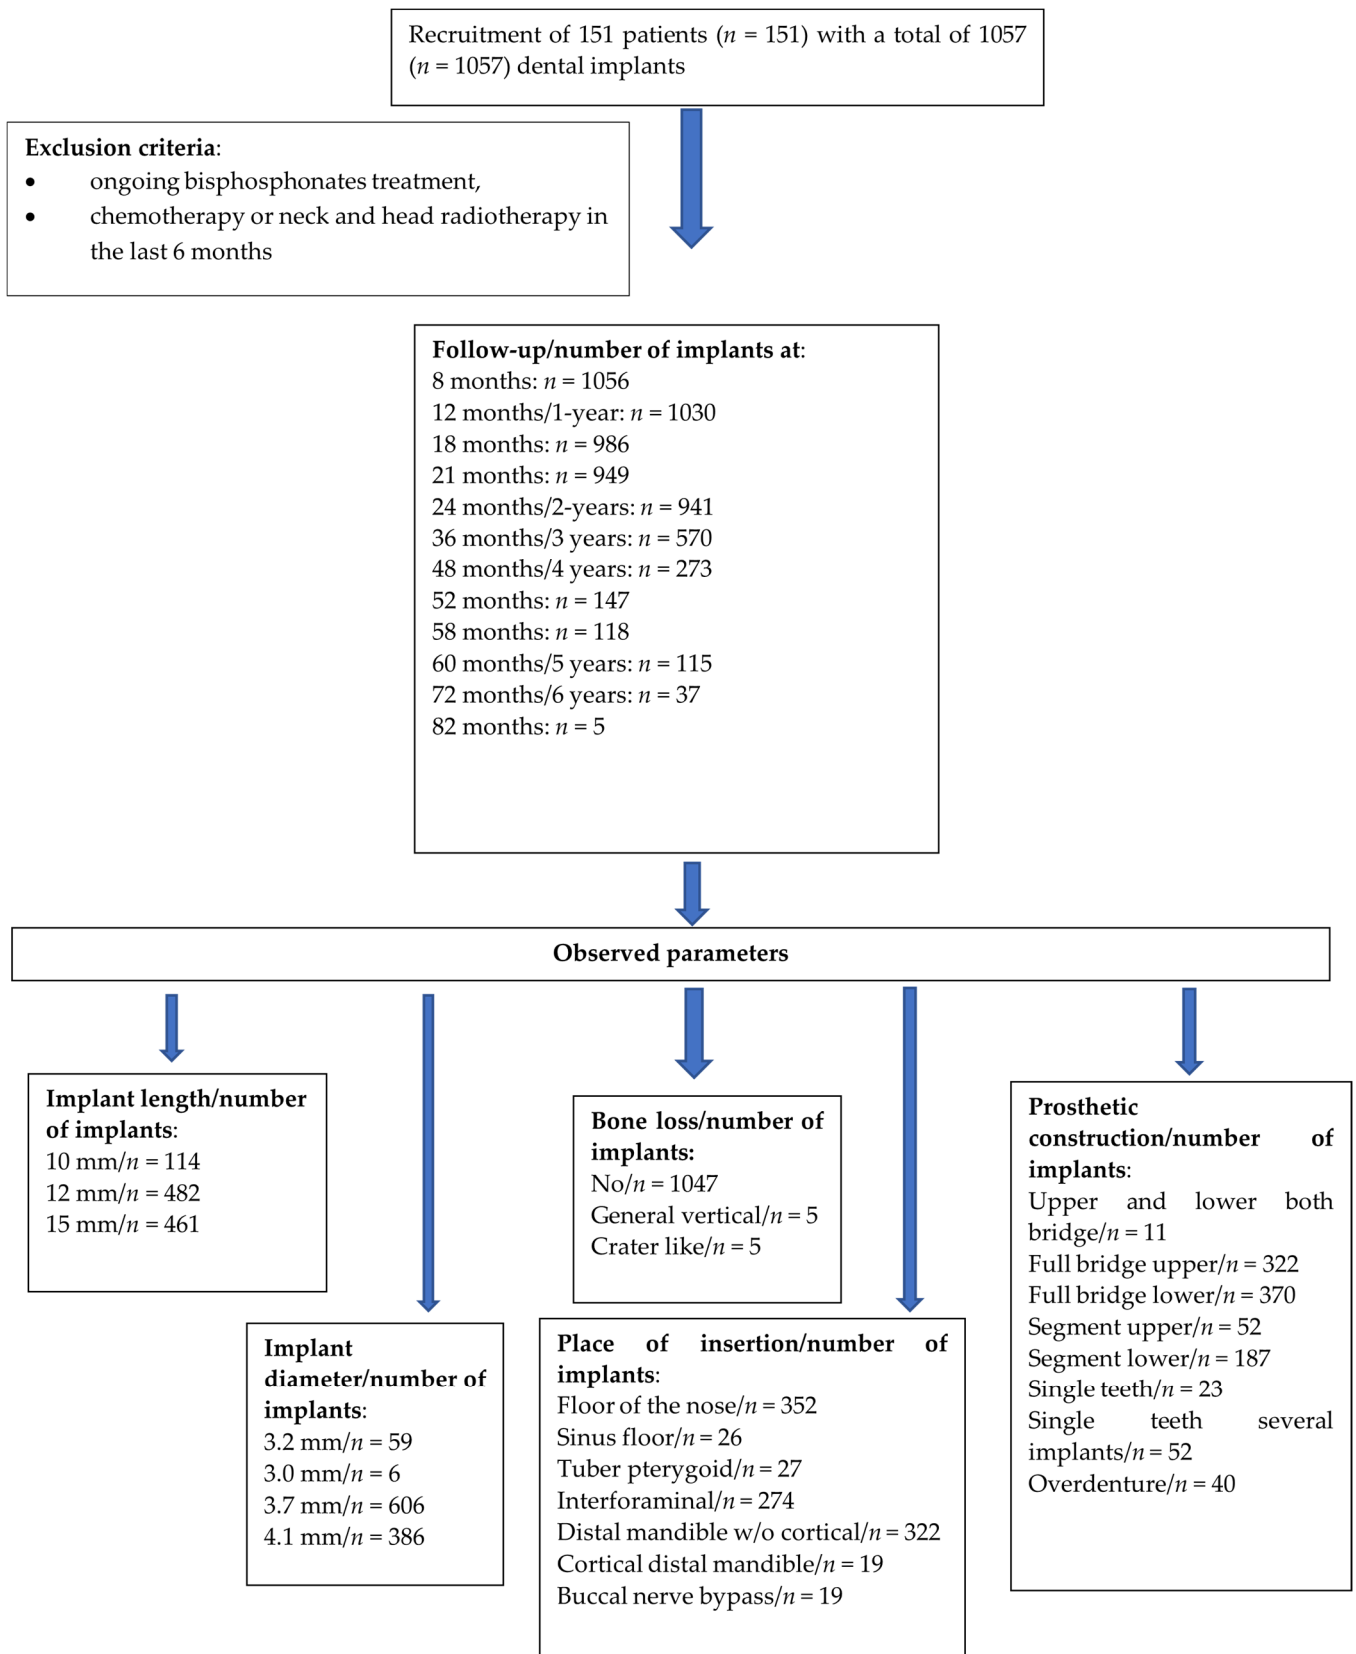 Recruitment of 151 patients (n = 151) with a total of 1057
(n = 1057) dental implants
Exclusion criteria:
• ongoing bisphosphonates treatment,
• chemotherapy or neck and head radiotherapy in
the last 6 months
Follow-up/number of implants at:
8 months: n = 1056
12 months/1-year: n = 1030
18 months: n = 986
21 months: n = 949
24 months/2-years: n = 941
36 months/3 years: n = 570
48 months/4 years: n = 273
52 months: n = 147
58 months: n = 118
60 months/5 years: n = 115
72 months/6 years: n = 37
82 months: n = 5
Observed parameters
Implant length/number
of implants:
10 mm/n = 114
12 mm/n = 482
15 mm/n = 461
Implant
diameter/number of
implants:
3.2 mm/n = 59
3.0 mm/n = 6
3.7 mm/n = 606
4.1 mm/n = 386
Bone loss/number of
implants:
No/n = 1047
General vertical/n = 5
Crater like/n = 5
Place of insertion/number of
implants:
Floor of the nose/n = 352
Sinus floor/n = 26
Tuber pterygoid/n = 27
Interforaminal/n = 274
Distal mandible w/o cortical/n = 322
Cortical distal mandible/n = 19
Buccal nerve bypass/n = 19
Prosthetic
construction/number of
implants:
Upper and lower both
bridge/n = 11
Full bridge upper/n = 322
Full bridge lower/n = 370
Segment upper/n = 52
Segment lower/n = 187
Single teeth/n = 23
Single teeth several
implants/n = 52
Overdenture/n = 40